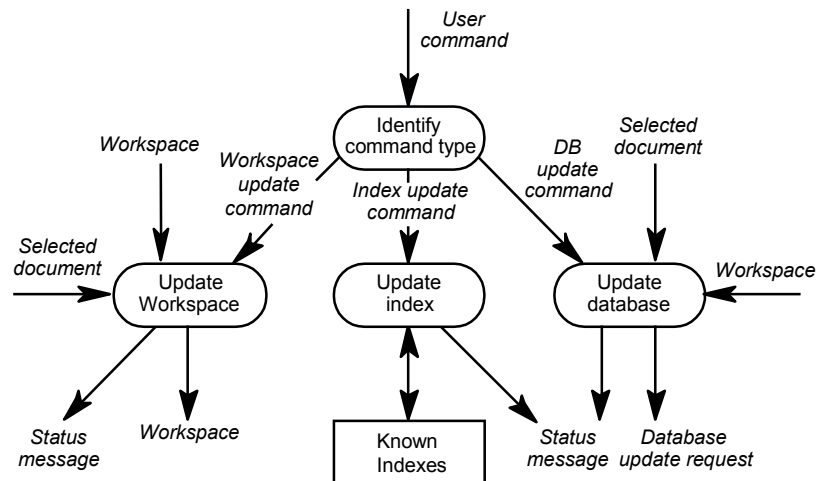 User
command
Identify
command type
Workspace
Workspace
update
command
Index update
command
DB
update
command
Selected
document
Selected
document
Update
Workspace
Update
index
Update
database
Workspace
Status
message
Workspace
Known
Indexes
Status
message
Database
update request